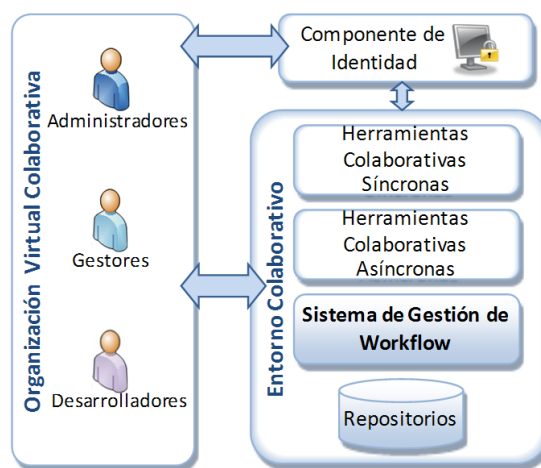 Organización Virtual Colaborativa
Administradores
Gestores
Desarrolladores
Componente de
Identidad
Entorno Colaborativo
Herramientas
Colaborativas
Síncronas
Herramientas
Colaborativas
Asíncronas
Sistema de Gestión de
Workflow
Repositorios